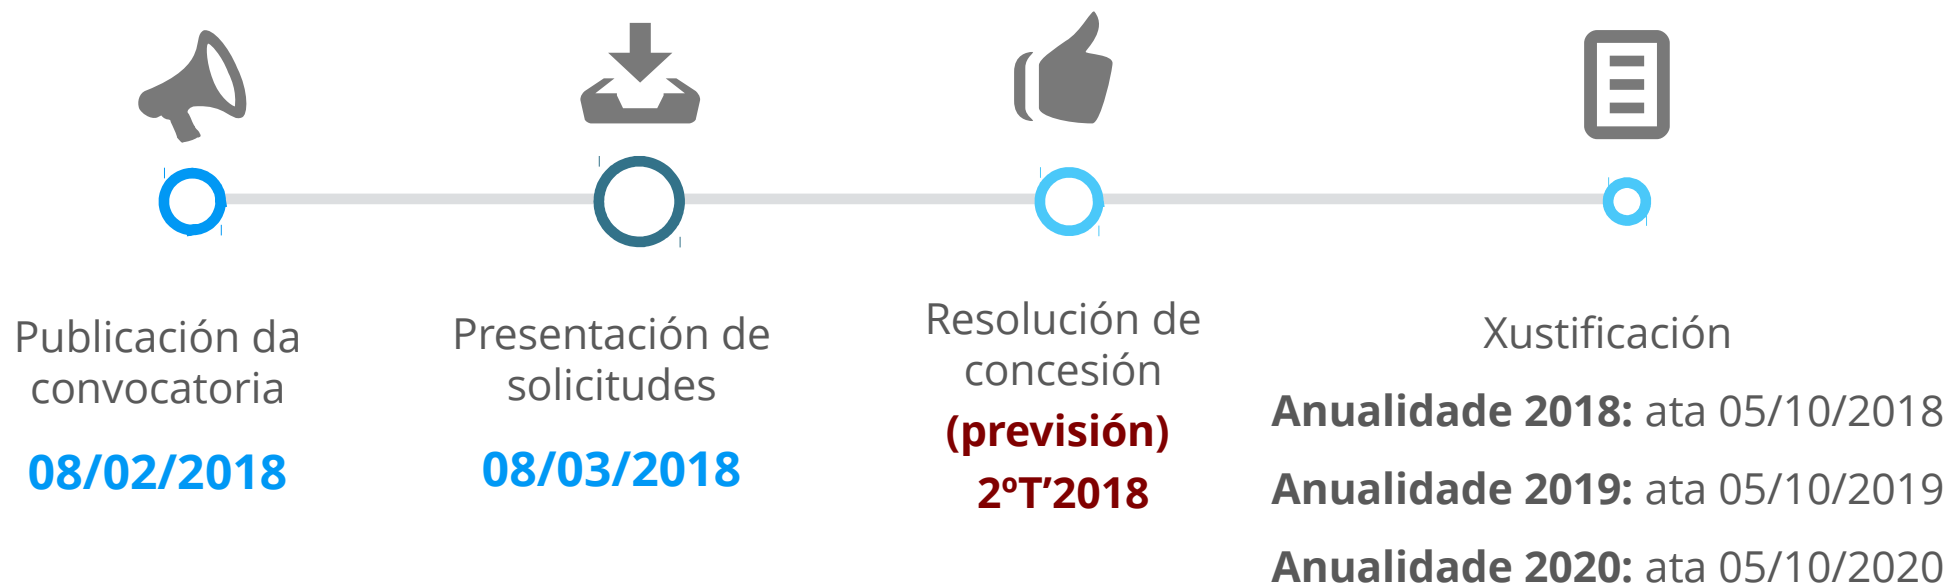 Publicación da
convocatoria
08/02/2018
Presentación de
solicitudes
08/03/2018
Resolución de
concesión
(previsión)
2ºT’2018
Xustificación
Anualidade 2018: ata 05/10/2018
Anualidade 2019: ata 05/10/2019
Anualidade 2020: ata 05/10/2020